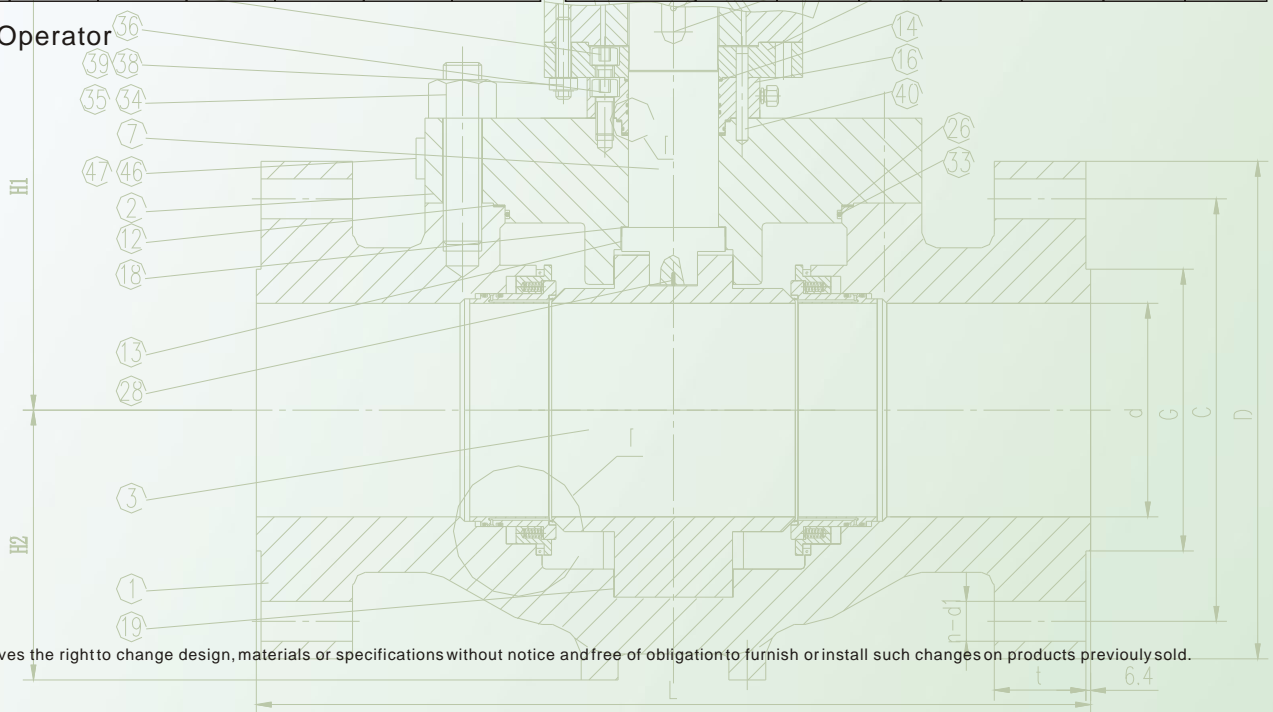 Operator
36
14
39 38
16
35 34
40
7
26
47 46
33
H1
2
12
18
13
28
d
G
C
D
I
3
H2
1
n-d1
19
ves the right to change design, materials or specifications without notice and free of obligation to furnish or install such changes on products previouly sold.
L
t
6.4